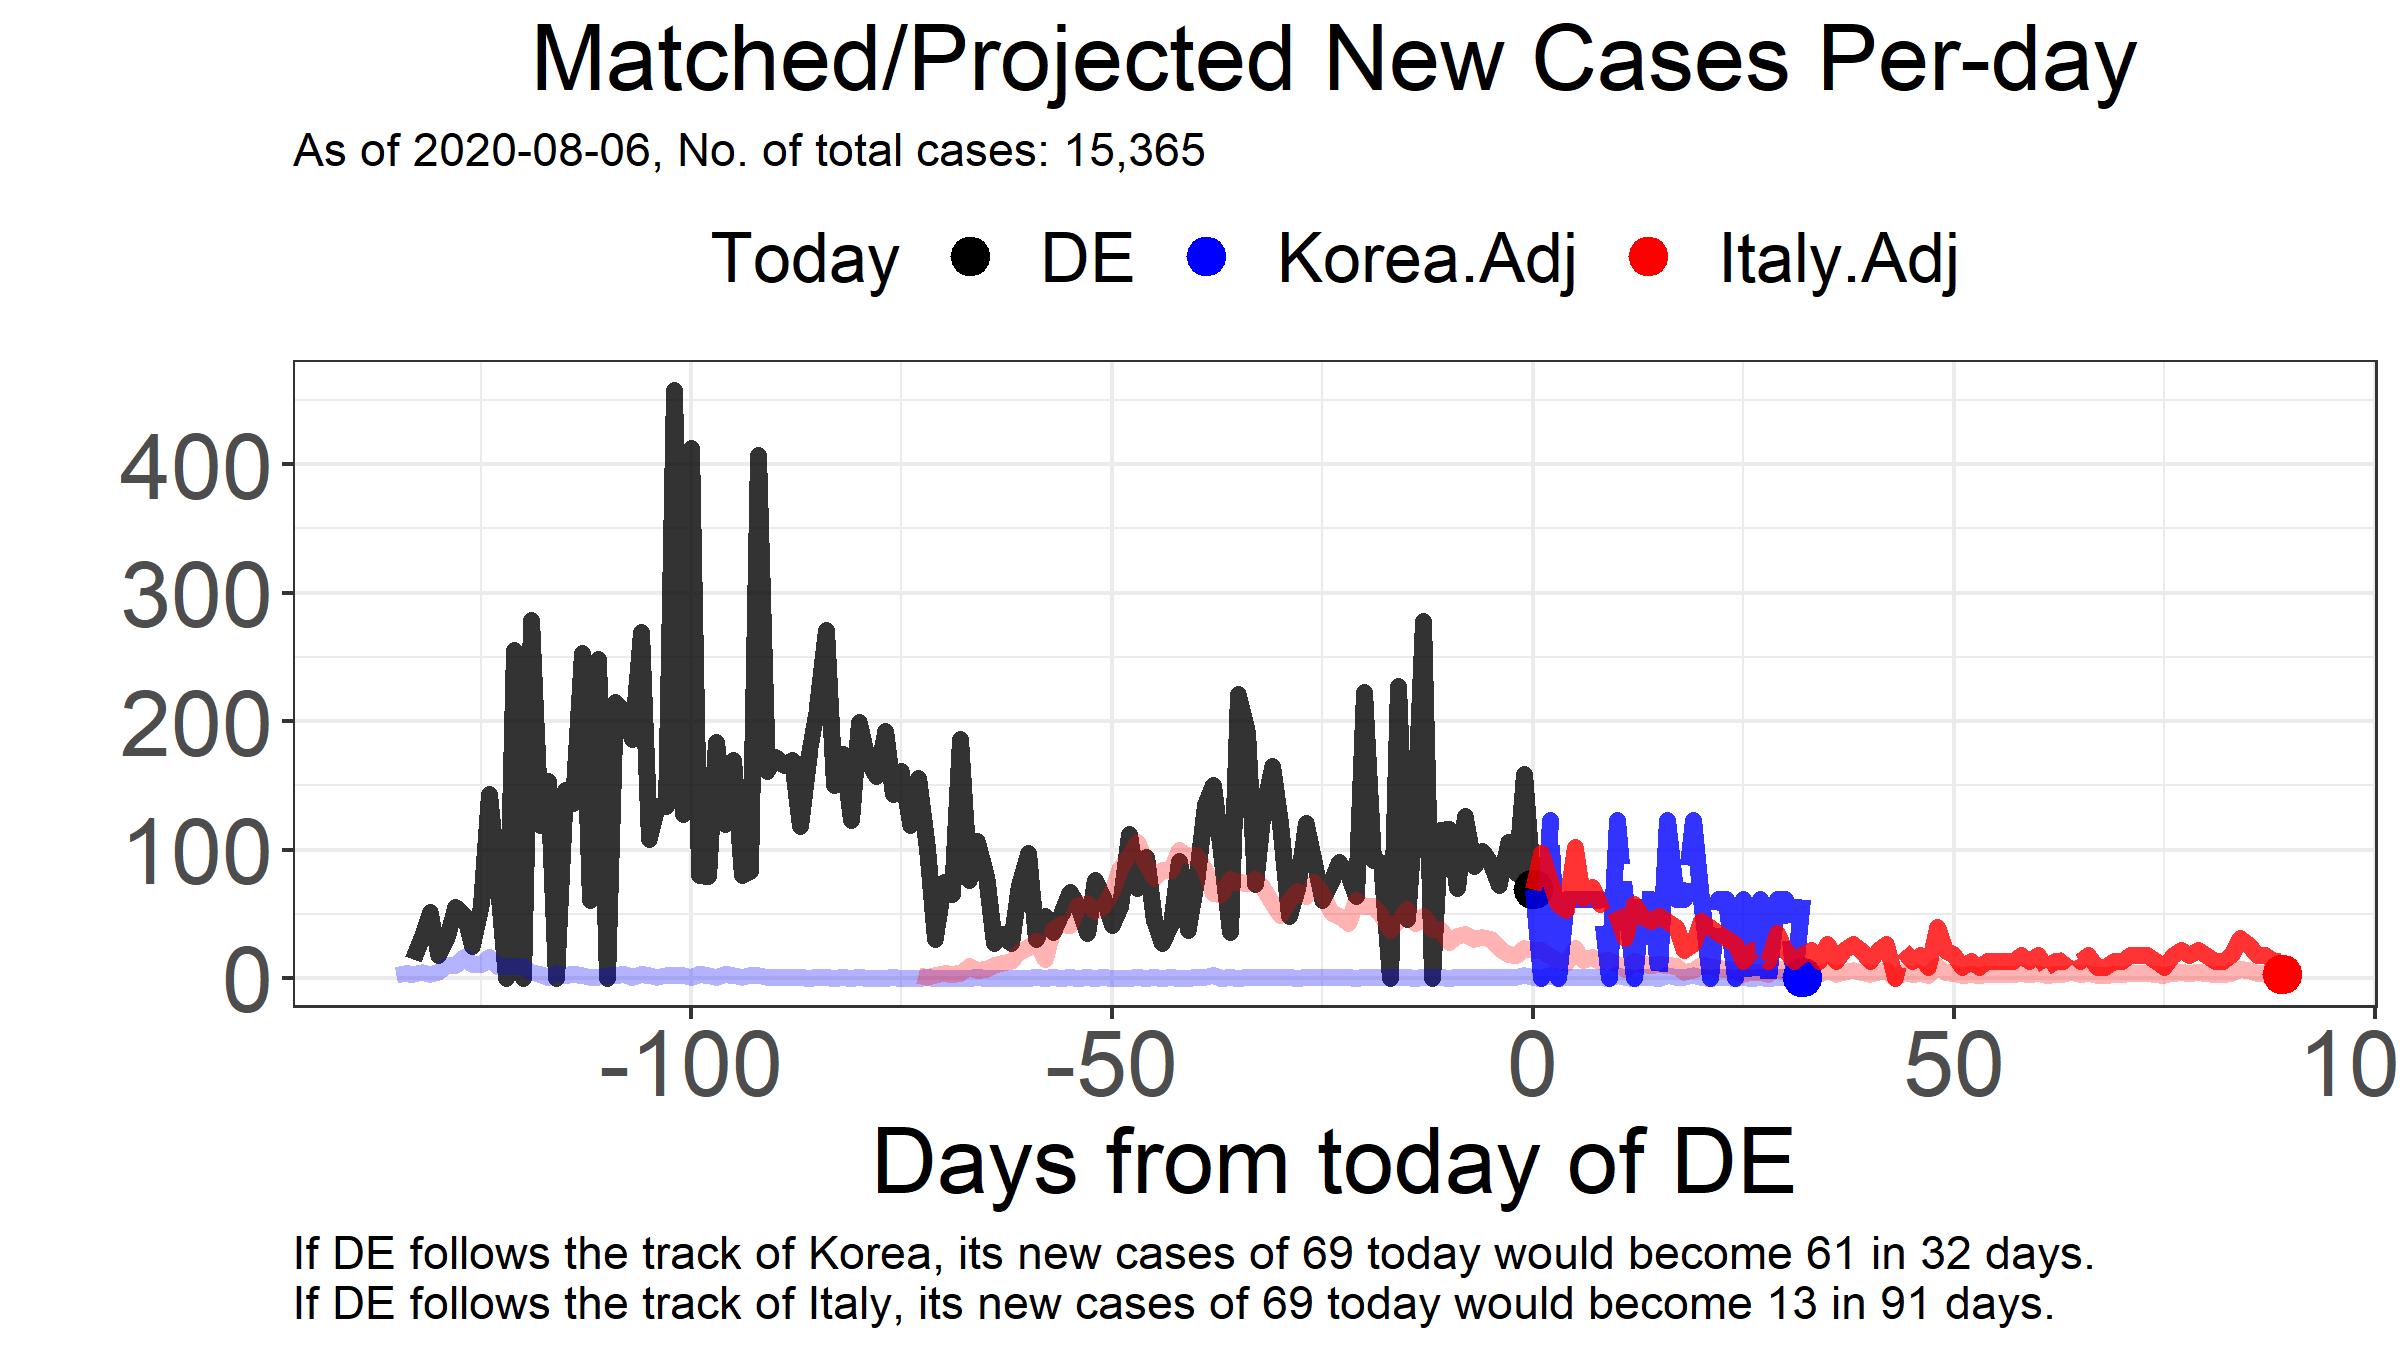 Matched/Projected New Cases Per-day
As of 2020-08-06, No. of total cases: 15,365
Today DE Korea.Adj Italy.Adj
400
300
200
100
0
-100 -50 0 50 10
Days from today of DE
If DE follows the track of Korea, its new cases of 69 today would become 61 in 32 days.
If DE follows the track of Italy, its new cases of 69 today would become 13 in 91 days.